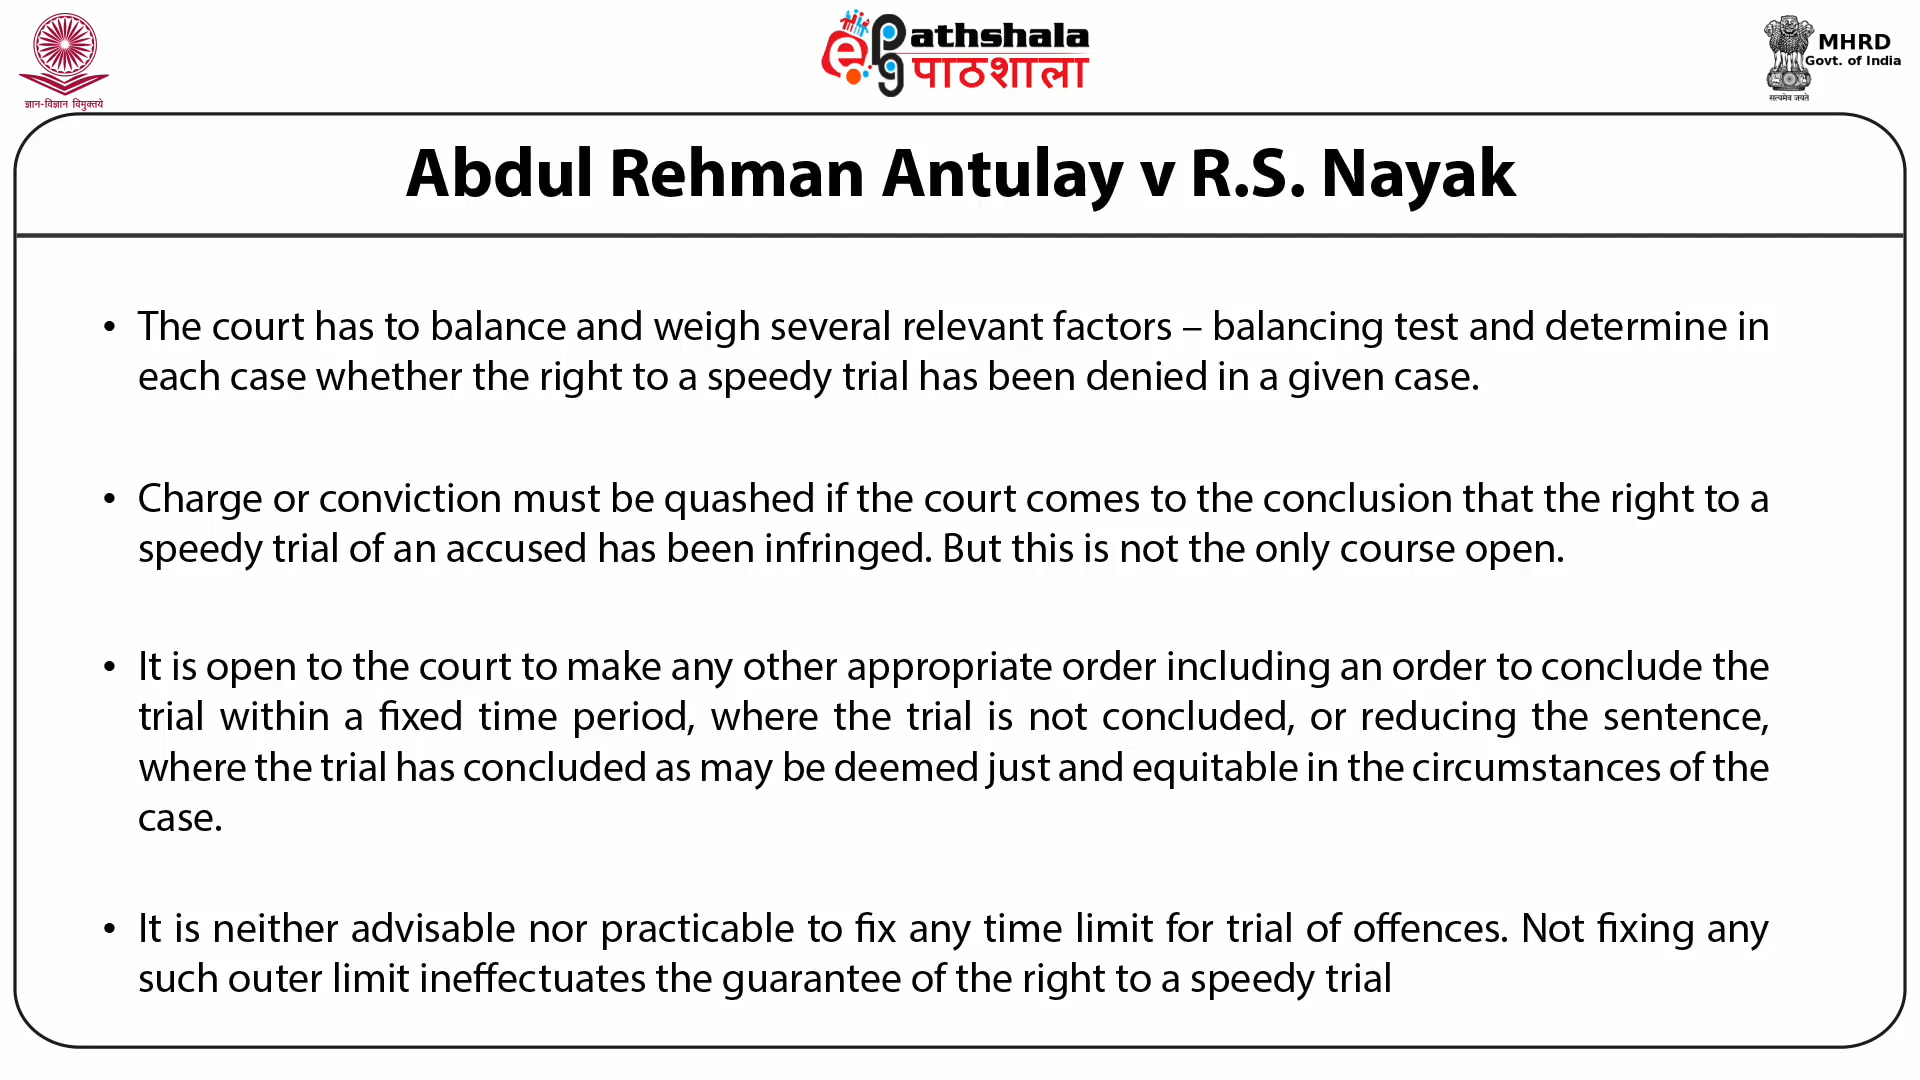 ज्ञान-विज्ञान विमुक्तये
ePg athshala
पाठशाला
MHRD
Govt. of India
सत्यमेव जयते
Abdul Rehman Antulay v R.S. Nayak
• The court has to balance and weigh several relevant factors – balancing test and determine in
each case whether the right to a speedy trial has been denied in a given case.
• Charge or conviction must be quashed if the court comes to the conclusion that the right to a
speedy trial of an accused has been infringed. But this is not the only course open.
• It is open to the court to make any other appropriate order including an order to conclude the
trial within a fixed time period, where the trial is not concluded, or reducing the sentence,
where the trial has concluded as may be deemed just and equitable in the circumstances of the
case.
• It is neither advisable nor practicable to fix any time limit for trial of offences. Not fixing any
such outer limit ineffectuates the guarantee of the right to a speedy trial